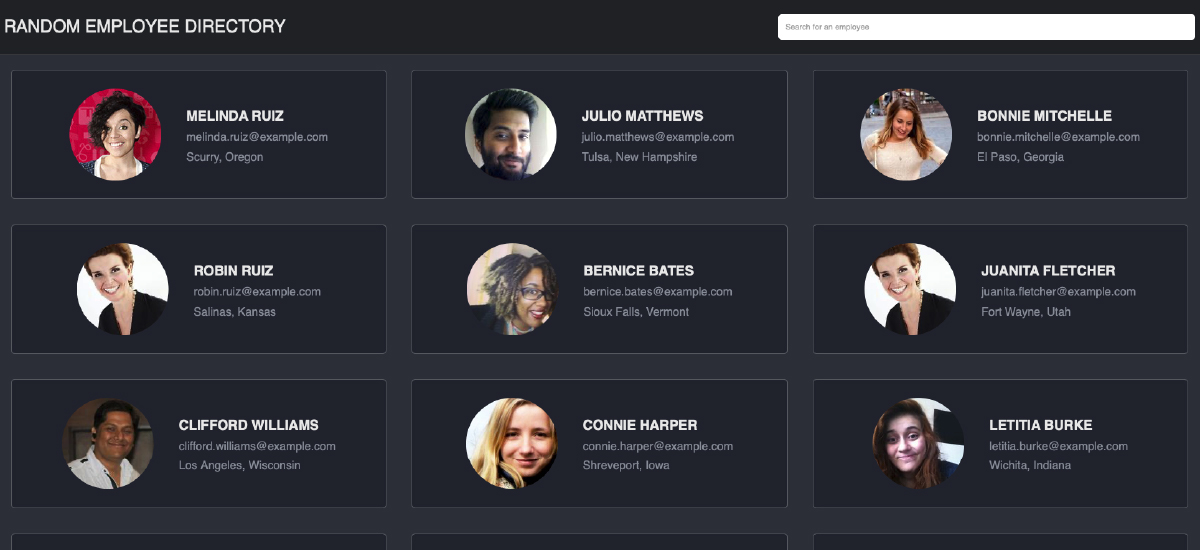 RANDOM EMPLOYEE DIRECTORY
Search for an employee
MELINDA RUIZ
melinda.ruiz@example.com
Scurry, Oregon
JULIO MATTHEWS
julio.matthews@example.com
Tulsa, New Hampshire
BONNIE MITCHELLE
bonnie.mitchelle@example.com
El Paso, Georgia
ROBIN RUIZ
robin.ruiz@example.com
Salinas, Kansas
BERNICE BATES
bernice.bates@example.com
Sioux Falls, Vermont
JUANITA FLETCHER
juanita.fletcher@example.com
Fort Wayne, Utah
CLIFFORD WILLIAMS
clifford.williams@example.com
Los Angeles, Wisconsin
CONNIE HARPER
connie.harper@example.com
Shreveport, Iowa
LETITIA BURKE
letitia.burke@example.com
Wichita, Indiana